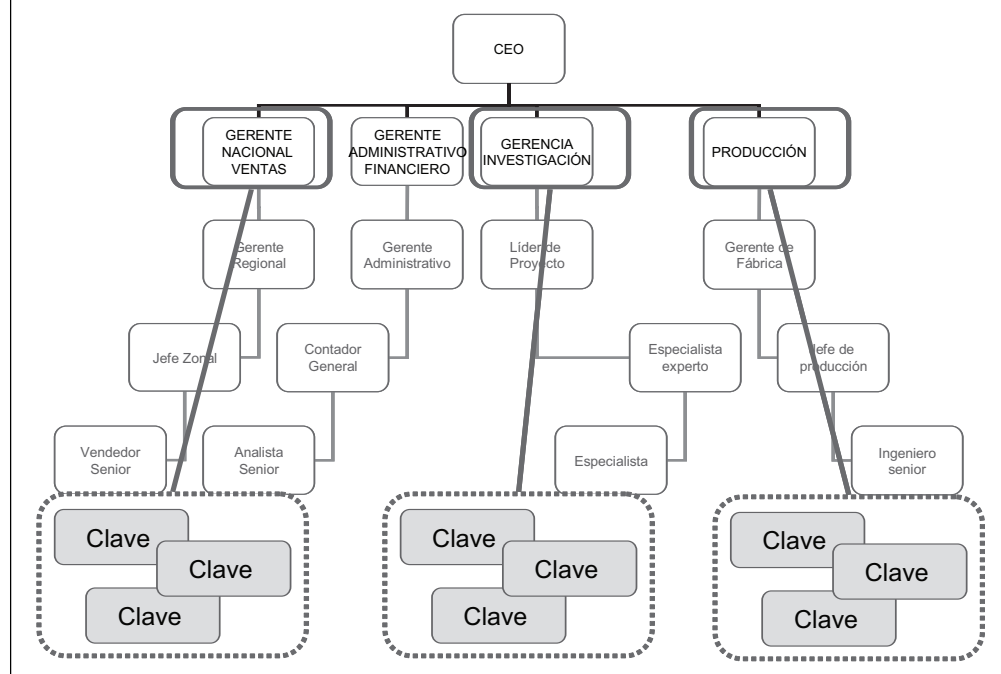 CEO
GERENTE
NACIONAL
VENTAS
GERENTE
ADMINISTRATIVO
FINANCIERO
GERENCIA
INVESTIGACIÓN
PRODUCCIÓN
Gerente
Regional
Gerente
Administrativo
Líder de
Proyecto
Gerente de
Fábrica
Jefe Zonal
Contador
General
Especialista
experto
Jefe de
producción
Vendedor
Senior
Analista
Senior
Especialista
Ingeniero
senior
Clave
Clave
Clave
Clave
Clave
Clave
Clave
Clave
Clave